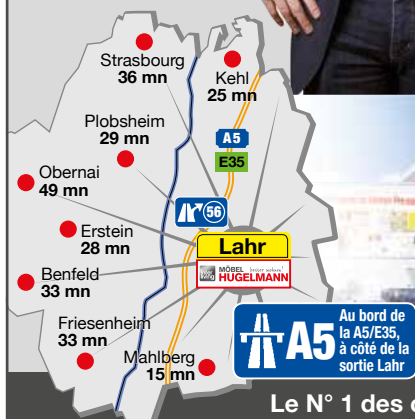 Strasbourg
36 mn
Kehl
25 mn
Plobsheim
29 mn
A5
E35
Obernai
49 mn
56
Erstein
28 mn
Lahr
MÖBEL
HUGELMANN
Benfeld
33 mn
Friesenheim
33 mn
Mahlberg
15 mn
A5
Au bord de
la A5/E35,
à côté de la
sortie Lahr
Le N° 1 des